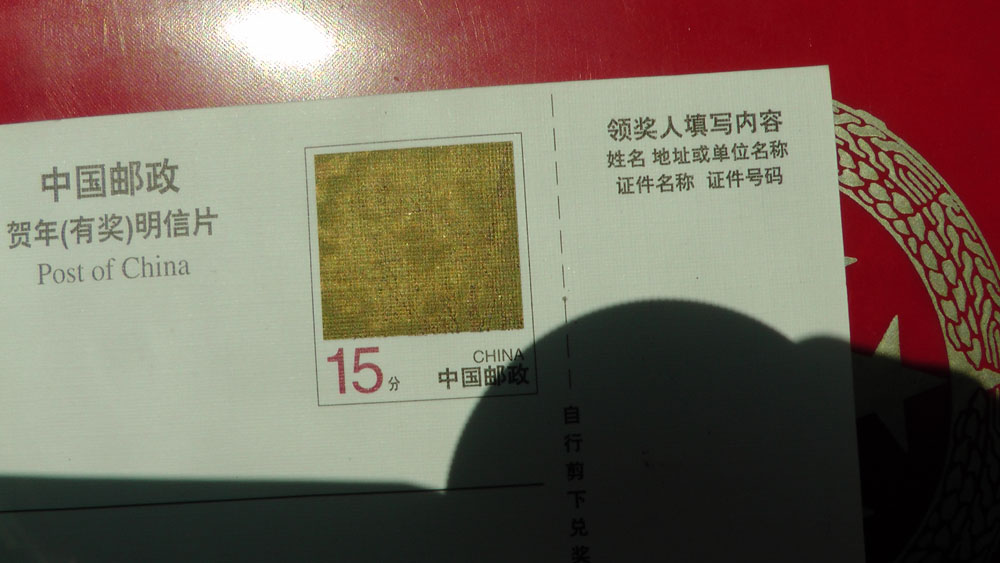 中国邮政
贺年(有奖)明信片
Post of China
15分
CHINA
中国邮政
领奖人填写内容
姓名 地址或单位名称
证件名称 证件号码
自行剪下兑奖